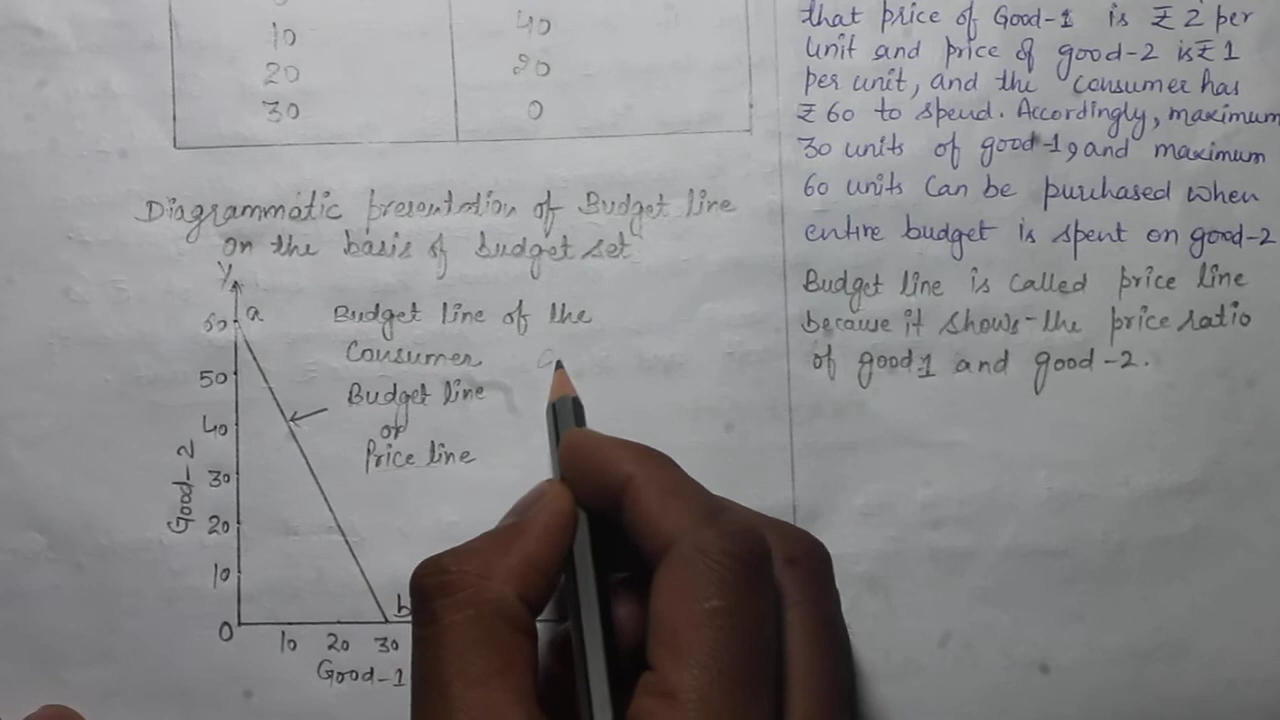 10 40
20 20
30 0
Diagrammatic presentation of Budget line
on the basis of budget set
Y
a
60
50
40
30
20
10
0
Good-2
Budget line of the
Consumer
Budget line
or
Price line
b
10 20 30
Good-1
that price of Good-1 is ₹ 2 per
unit and price of good-2 is ₹ 1
per unit, and the consumer has
₹ 60 to spend. Accordingly, maximum
30 units of good-1, and maximum
60 units can be purchased when
entire budget is spent on good-2
Budget line is called price line
because it shows the price ratio
of good 1 and good-2.